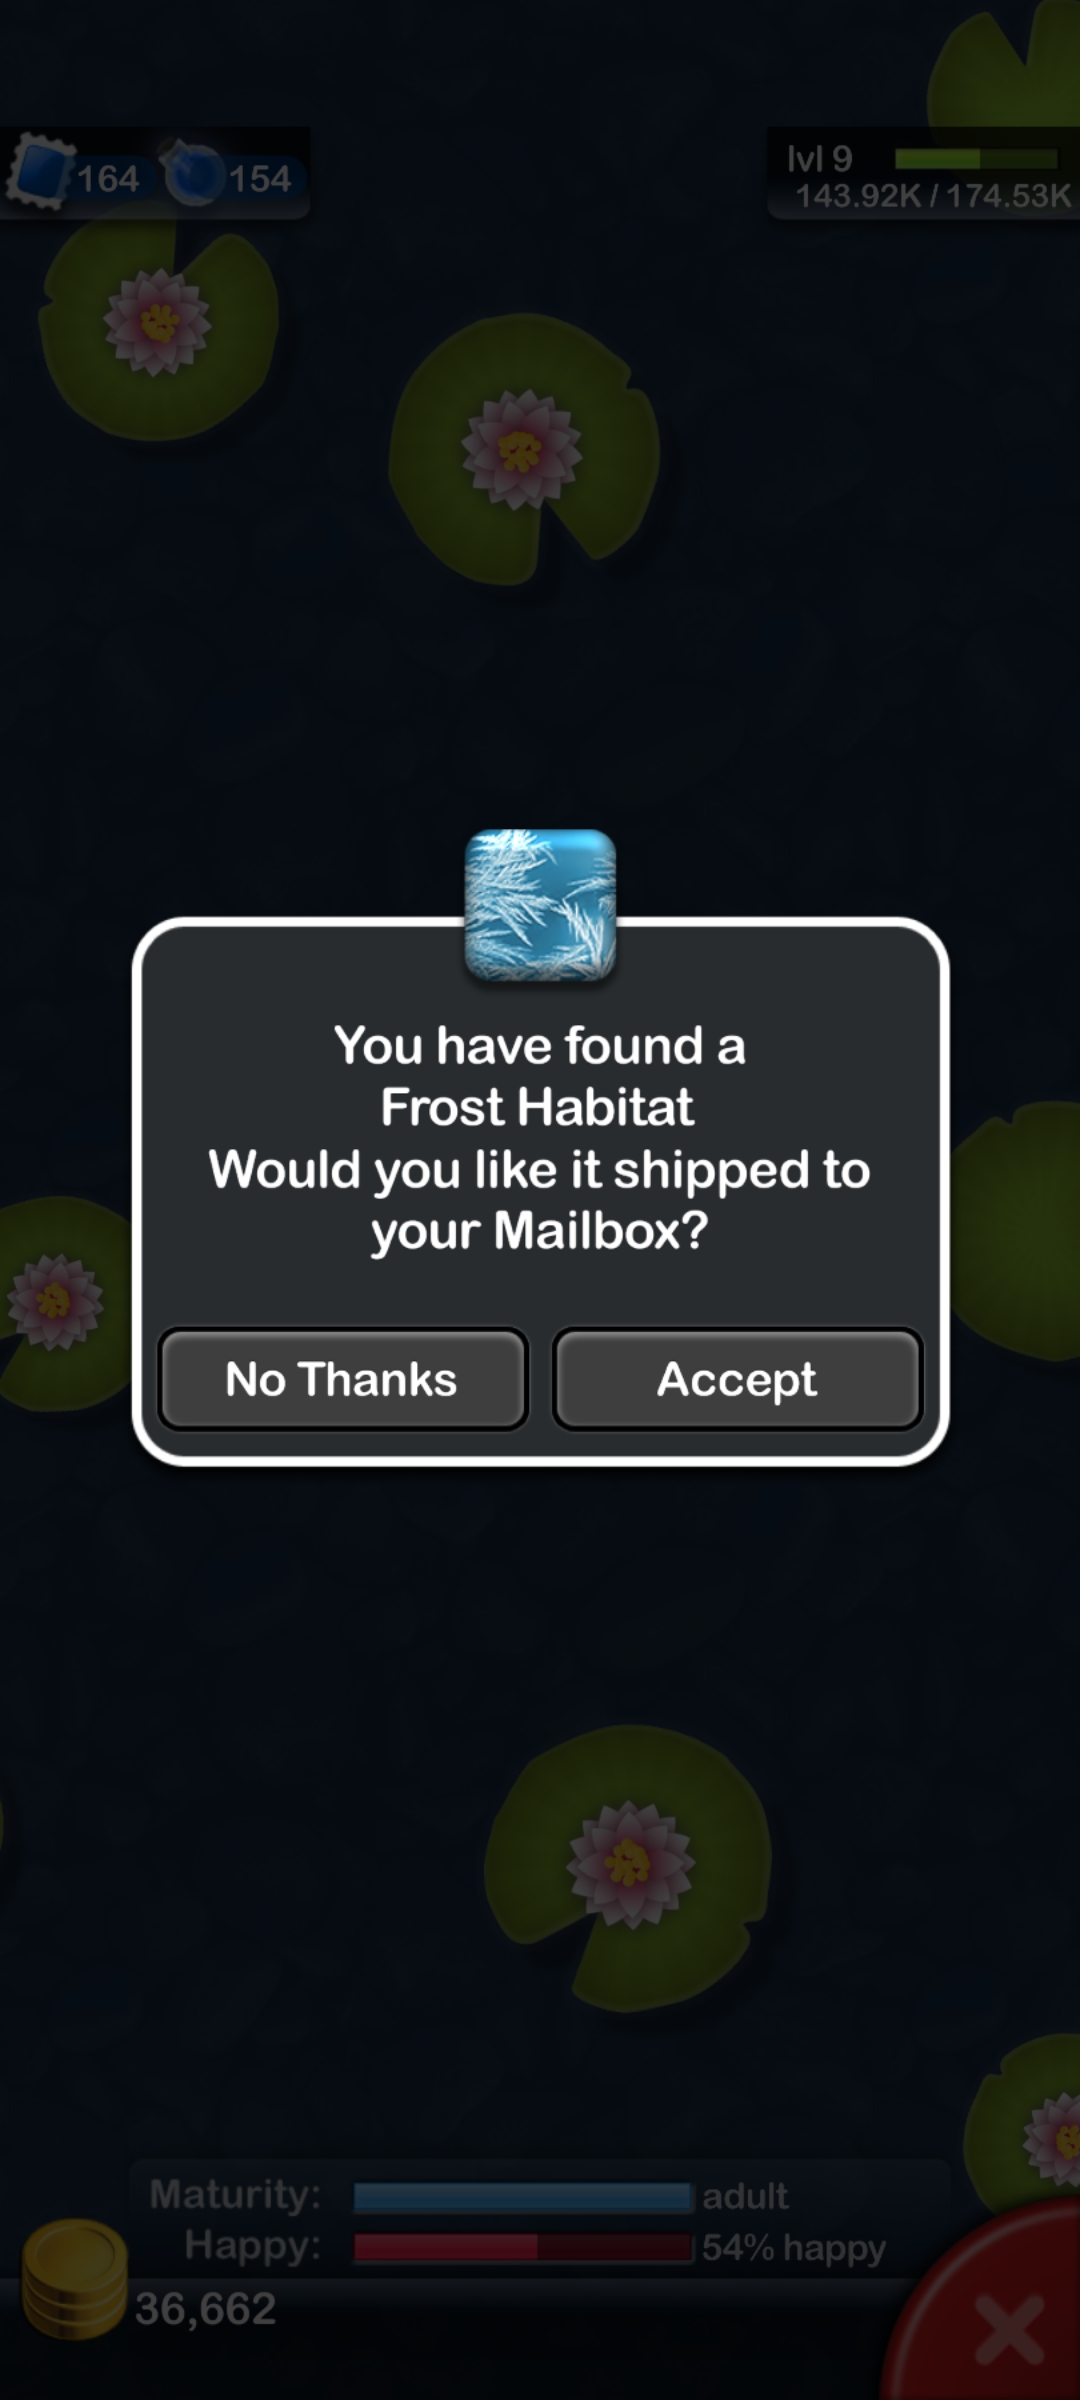 164 154
lvl 9
143.92K / 174.53K
You have found a
Frost Habitat
Would you like it shipped to
your Mailbox?
No Thanks Accept
Maturity: adult
Happy: 54% happy
36,662